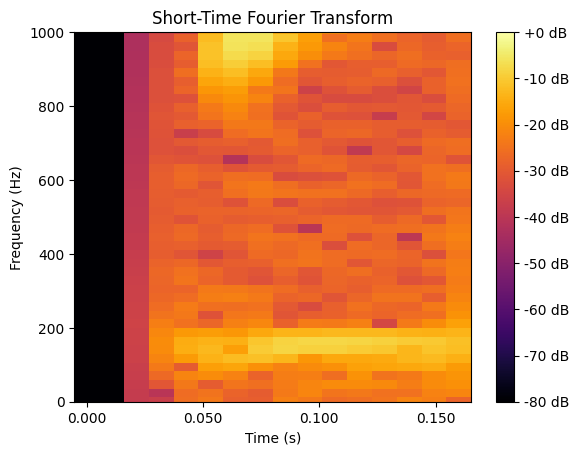 Short-Time Fourier Transform
1000
800
600
400
200
0
Frequency (Hz)
0.000
0.050
0.100
0.150
Time (s)
+0 dB
-10 dB
-20 dB
-30 dB
-40 dB
-50 dB
-60 dB
-70 dB
-80 dB